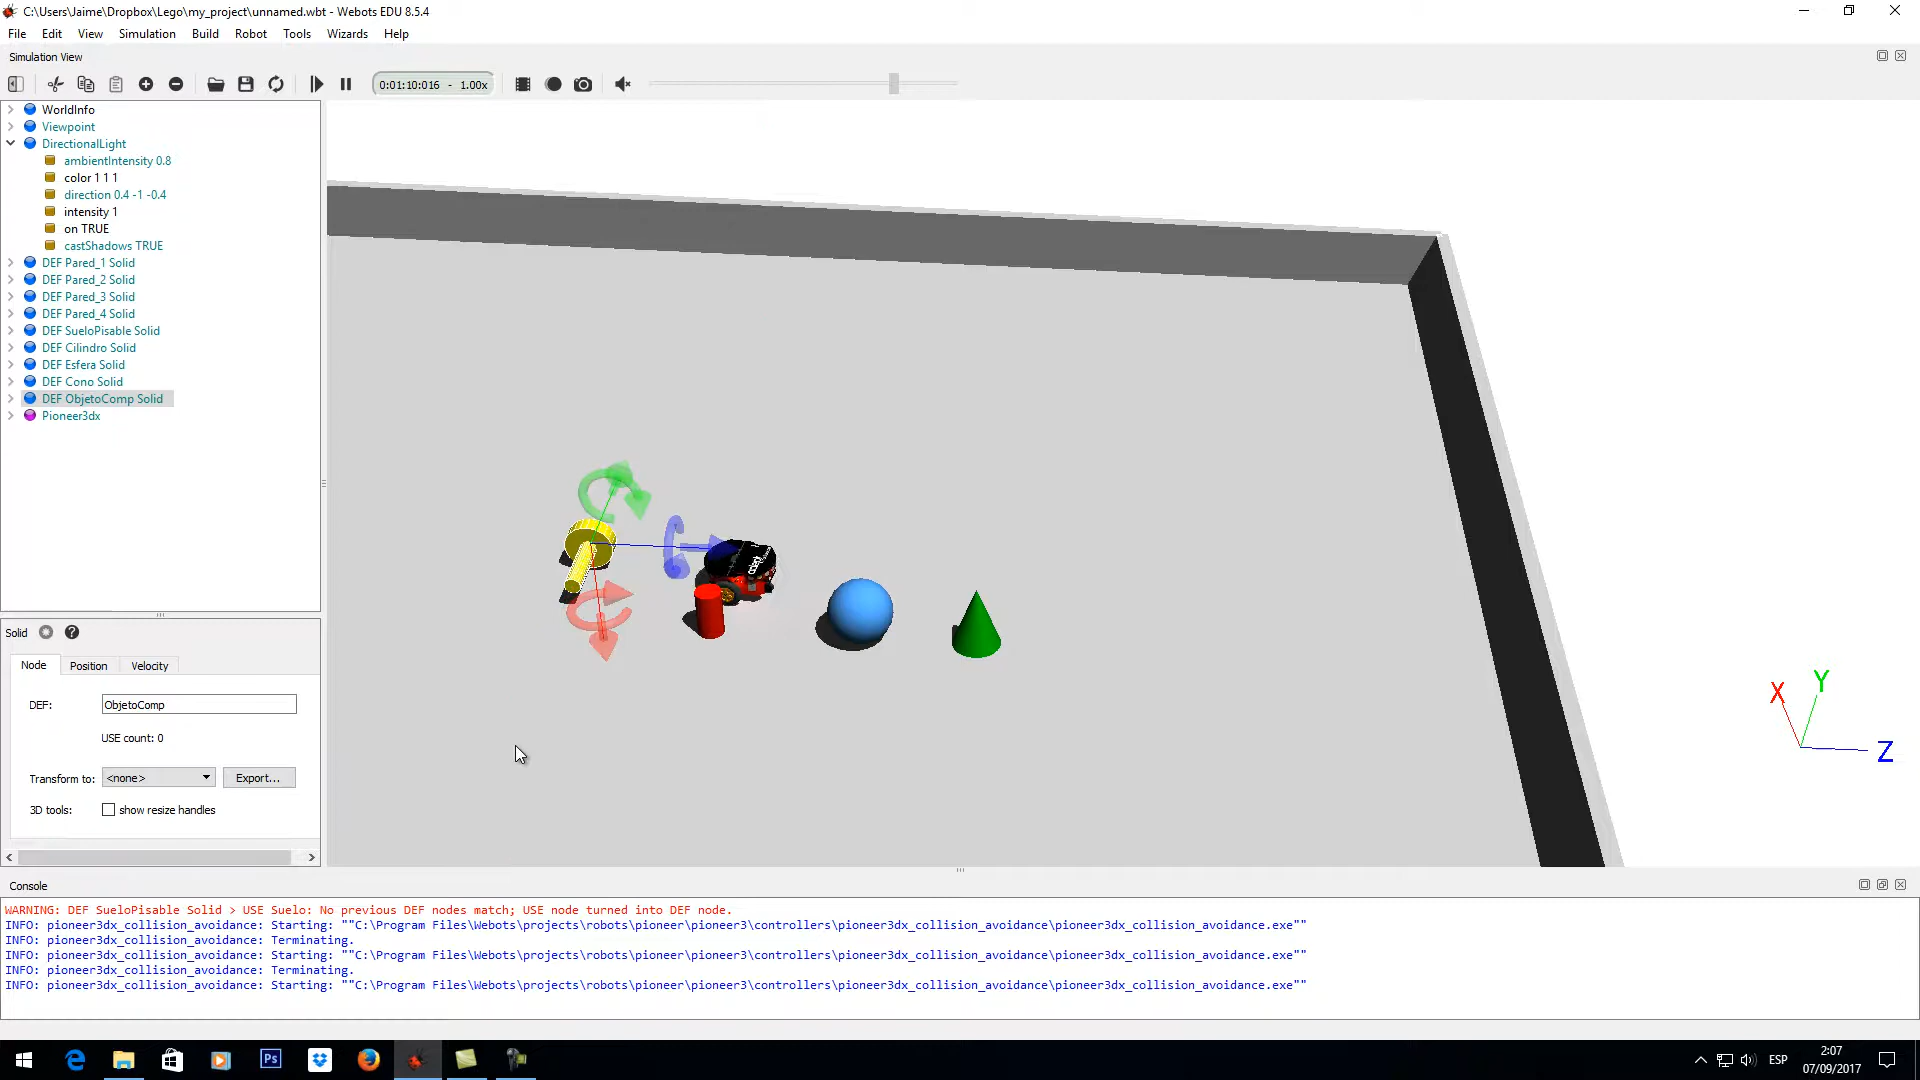 C:\Users\Jaime\Dropbox\Lego\my_project\unnamed.wbt - Webots EDU 8.5.4
File Edit View Simulation Build Robot Tools Wizards Help
Simulation View
0:01:10:016 - 1.00x
WorldInfo
Viewpoint
DirectionalLight
ambientIntensity 0.8
color 1 1 1
direction 0.4 -1 -0.4
intensity 1
on TRUE
castShadows TRUE
DEF Pared_1 Solid
DEF Pared_2 Solid
DEF Pared_3 Solid
DEF Pared_4 Solid
DEF SueloPisable Solid
DEF Cilindro Solid
DEF Esfera Solid
DEF Cono Solid
DEF ObjetoComp Solid
Pioneer3dx
X Y
Z
Solid
Node Position Velocity
DEF: ObjetoComp
USE count: 0
Transform to: <none> Export...
3D tools: show resize handles
Console
WARNING: DEF SueloPisable Solid > USE Suelo: No previous DEF nodes match; USE node turned into DEF node.
INFO: pioneer3dx_collision_avoidance: Starting: ""C:\Program Files\Webots\projects\robots\pioneer\pioneer3\controllers\pioneer3dx_collision_avoidance\pioneer3dx_collision_avoidance.exe""
INFO: pioneer3dx_collision_avoidance: Terminating.
INFO: pioneer3dx_collision_avoidance: Starting: ""C:\Program Files\Webots\projects\robots\pioneer\pioneer3\controllers\pioneer3dx_collision_avoidance\pioneer3dx_collision_avoidance.exe""
INFO: pioneer3dx_collision_avoidance: Terminating.
INFO: pioneer3dx_collision_avoidance: Starting: ""C:\Program Files\Webots\projects\robots\pioneer\pioneer3\controllers\pioneer3dx_collision_avoidance\pioneer3dx_collision_avoidance.exe""
Ps
ESP
2:07
07/09/2017